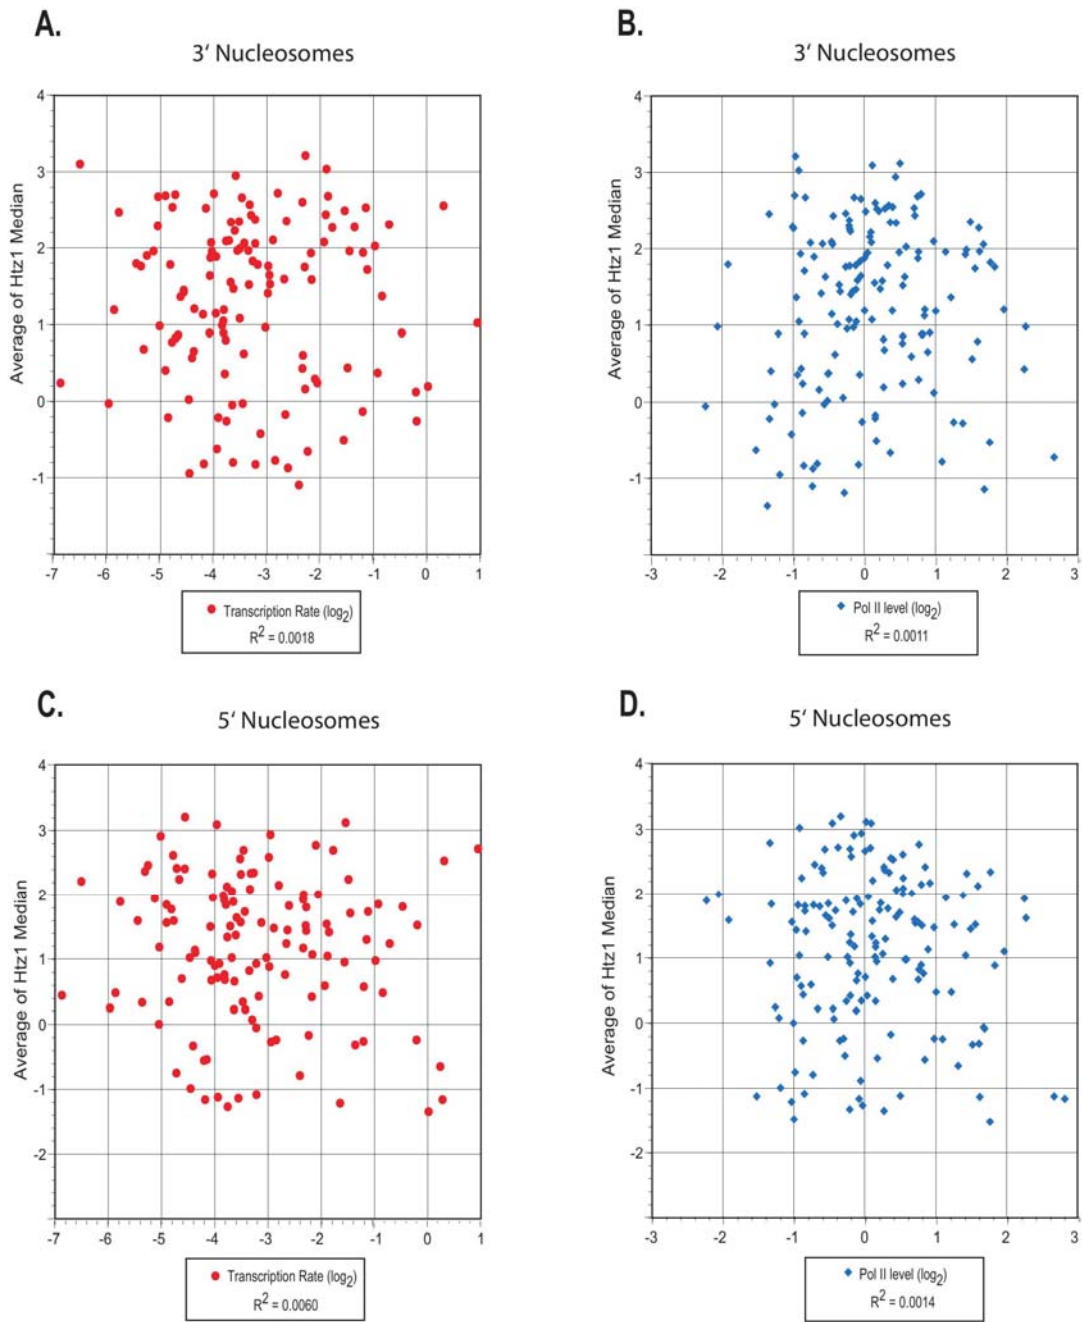 A.
3‘ Nucleosomes
Average of Htz1 Median
4
3
2
1
0
-1
-7 -6 -5 -4 -3 -2 -1 0 1
Transcription Rate (log2)
R2 = 0.0018
B.
3‘ Nucleosomes
Average of Htz1 Median
4
3
2
1
0
-1
-3 -2 -1 0 1 2 3
Pol II level (log2)
R2 = 0.0011
C.
5‘ Nucleosomes
Average of Htz1 Median
4
3
2
1
0
-1
-2
-7 -6 -5 -4 -3 -2 -1 0 1
Transcription Rate (log2)
R2 = 0.0060
D.
5‘ Nucleosomes
Average of Htz1 Median
4
3
2
1
0
-1
-2
-3 -2 -1 0 1 2 3
Pol II level (log2)
R2 = 0.0014